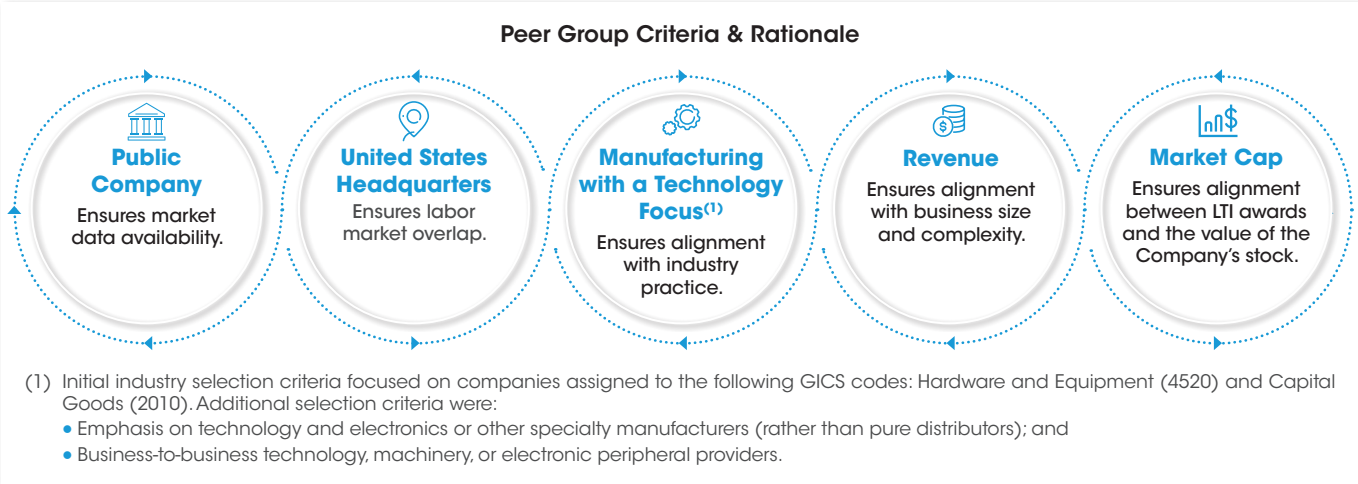 Peer Group Criteria & Rationale
Public
Company
Ensures market
data availability.
United States
Headquarters
Ensures labor
market overlap.
Manufacturing
with a Technology
Focus(1)
Ensures alignment
with industry
practice.
Revenue
Ensures alignment
with business size
and complexity.
Market Cap
Ensures alignment
between LTI awards
and the value of the
Company's stock.
(1) Initial industry selection criteria focused on companies assigned to the following GICS codes: Hardware and Equipment (4520) and Capital
Goods (2010). Additional selection criteria were:
• Emphasis on technology and electronics or other specialty manufacturers (rather than pure distributors); and
• Business-to-business technology, machinery, or electronic peripheral providers.